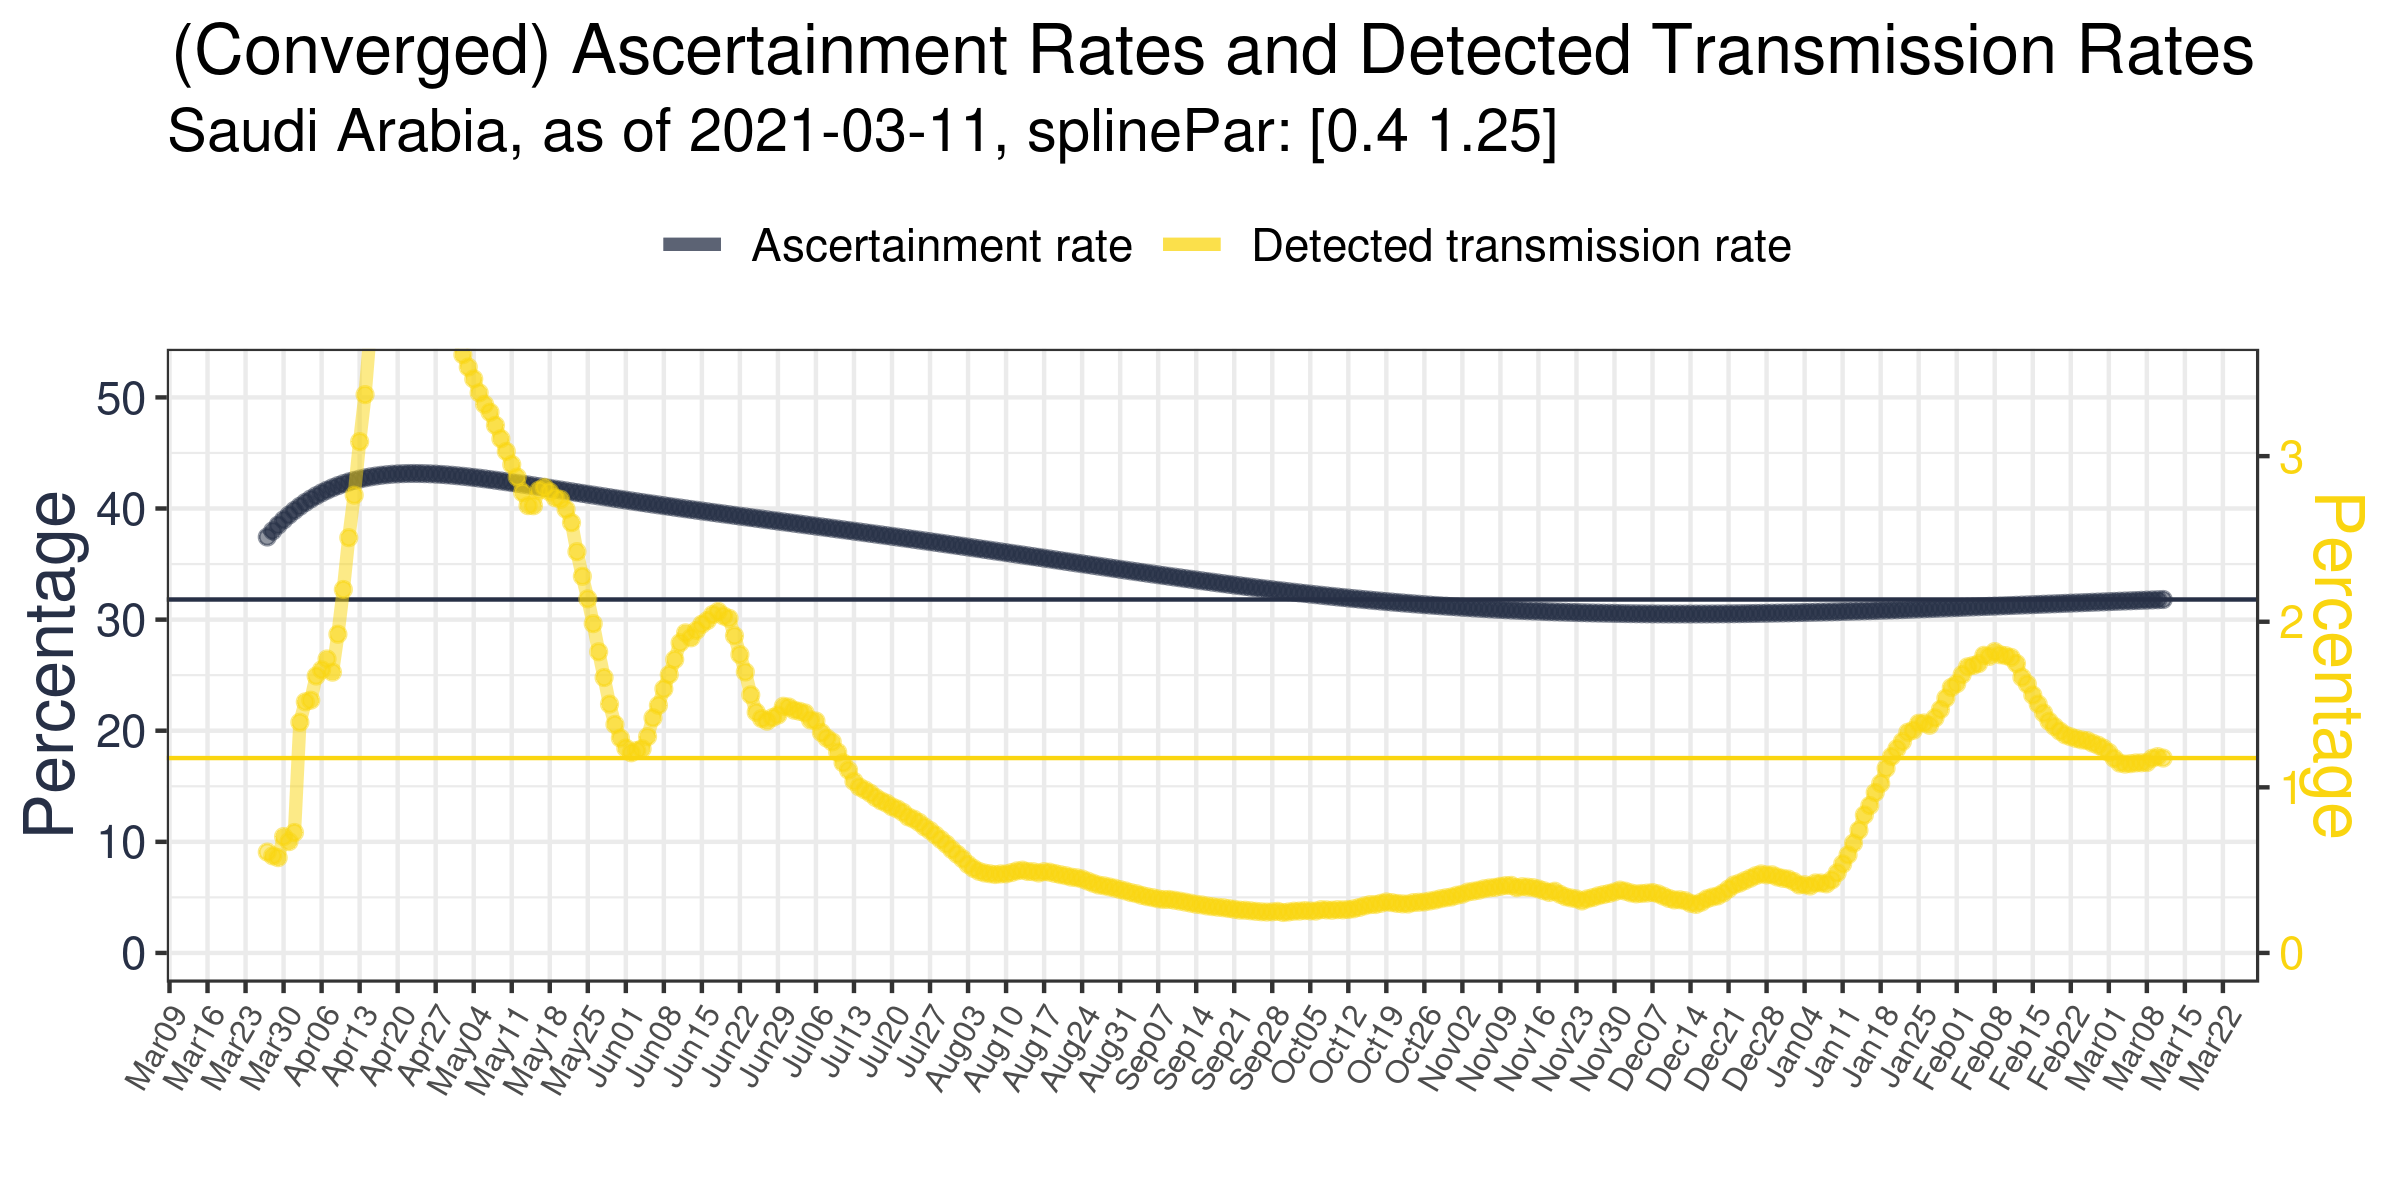 (Converged) Ascertainment Rates and Detected Transmission Rates
Saudi Arabia, as of 2021-03-11, splinePar: [0.4 1.25]
Ascertainment rate Detected transmission rate
Percentage
50
40
30
20
10
0
3
2
1
0
Percentage
Mar09 Mar16 Mar23 Mar30 Apr06 Apr13 Apr20 Apr27 May04 May11 May18 May25 Jun01 Jun08 Jun15 Jun22 Jun29 Jul06 Jul13 Jul20 Jul27 Aug03 Aug10 Aug17 Aug24 Aug31 Sep07 Sep14 Sep21 Sep28 Oct05 Oct12 Oct19 Oct26 Nov02 Nov09 Nov16 Nov23 Nov30 Dec07 Dec14 Dec21 Dec28 Jan04 Jan11 Jan18 Jan25 Feb01 Feb08 Feb15 Feb22 Mar01 Mar08 Mar15 Mar22